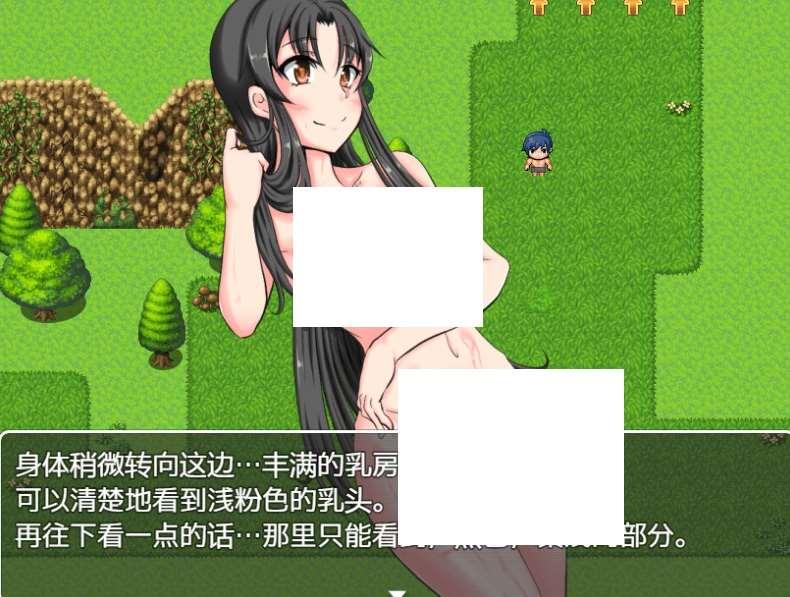 身体稍微转向这边…丰满的乳房
可以清楚地看到浅粉色的乳头。
再往下看一点的话…那里只能看 部分。